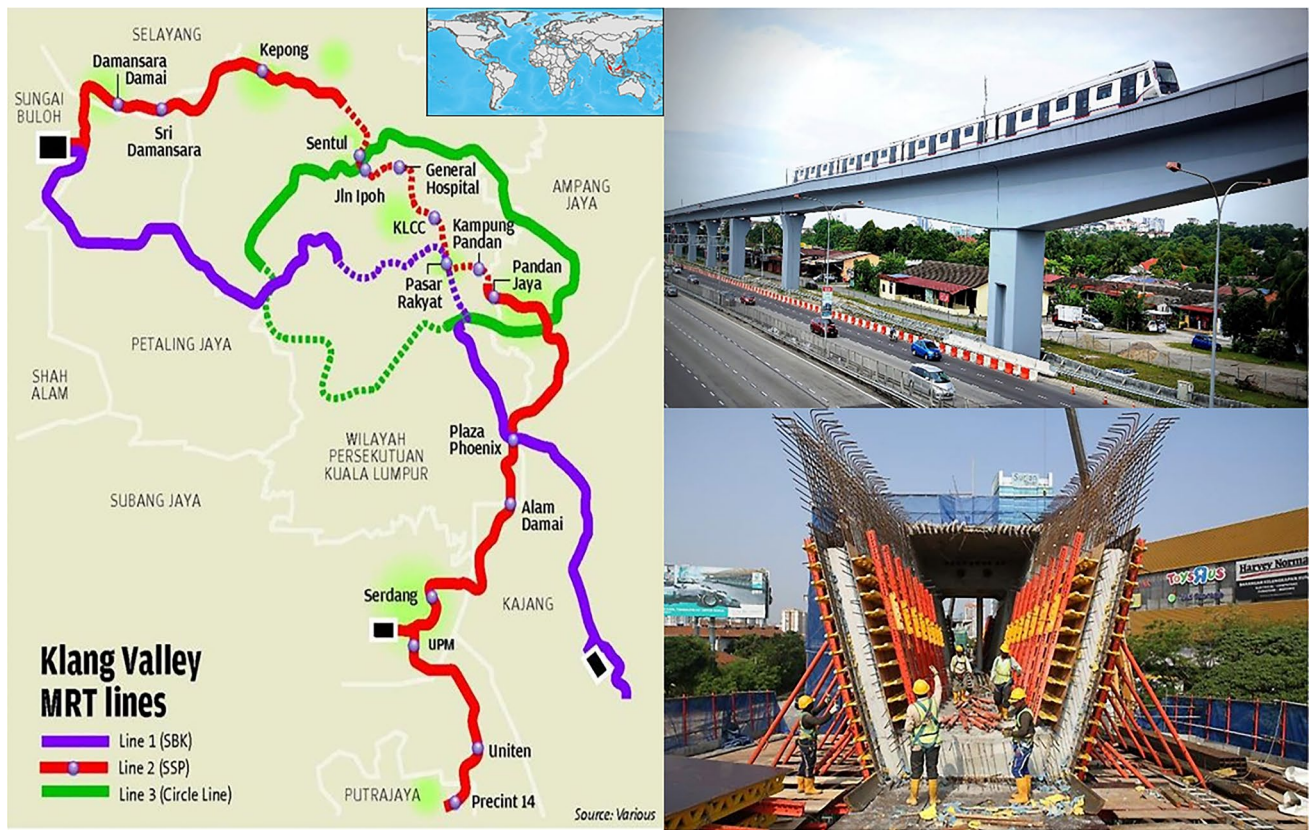 SELAYANG
Damansara
Damai
Kepong
SUNGAI
BULOH
Sri
Damansara
Sentul
Jln Ipoh
General
Hospital
AMPANG
JAYA
KLCC
Kampung
Pandan
Pasar
Rakyat
Pandan
Jaya
PETALING JAYA
SHAH
ALAM
Plaza
Phoenix
WILAYAH
PERSEKUTUAN
KUALA LUMPUR
SUBANG JAYA
Alam
Damai
Serdang
KAJANG
UPM
Klang Valley
MRT lines
Line 1 (SBK)
Line 2 (SSP)
Line 3 (Circle Line)
Uniten
PUTRAJAYA
Precint 14
Source: Various
ToysRus
Harvey Norma